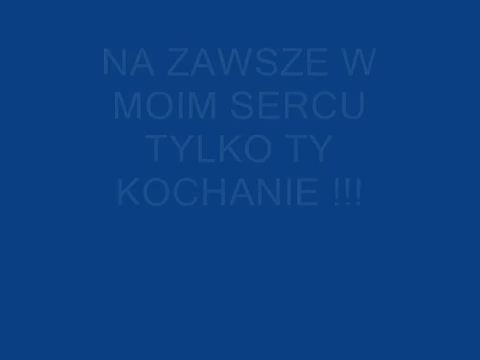 NA ZAWSZE W
MOIM SERCU
TYLKO TY
KOCHANIE !!!